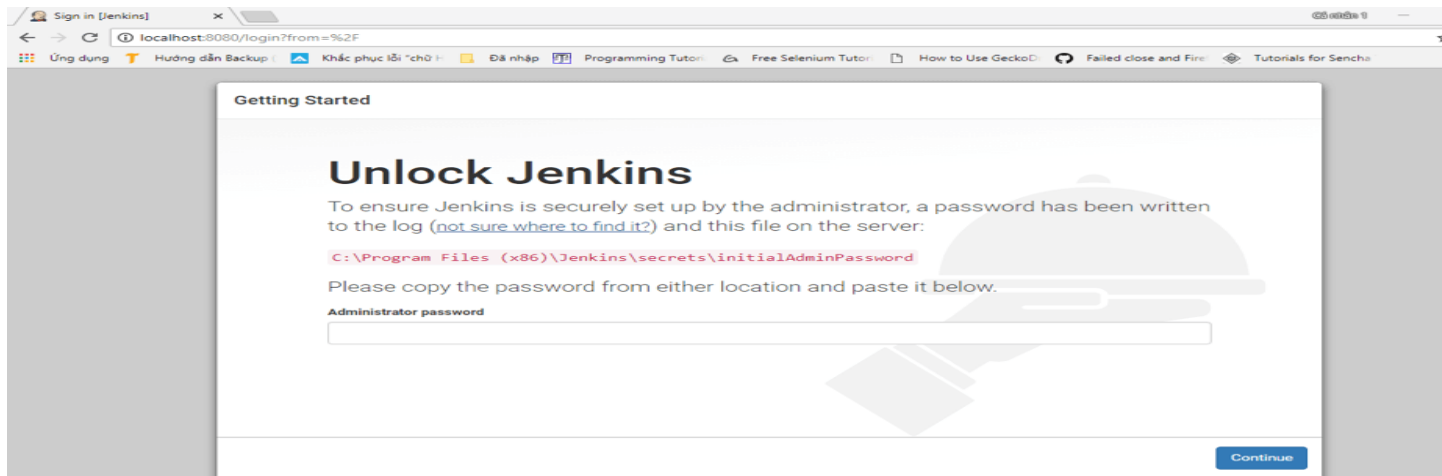 Sign in [Jenkins]
Cá nhân 1
localhost:8080/login?from=%2F
Ứng dụng Hướng dẫn Backup Khắc phục lỗi "chữ H Đã nhập Programming Tutori Free Selenium Tutori How to Use GeckoD Failed close and Fire Tutorials for Sencha
Getting Started
Unlock Jenkins
To ensure Jenkins is securely set up by the administrator, a password has been written
to the log (not sure where to find it?) and this file on the server:
C:\Program Files (x86)\Jenkins\secrets\initialAdminPassword
Please copy the password from either location and paste it below.
Administrator password
Continue